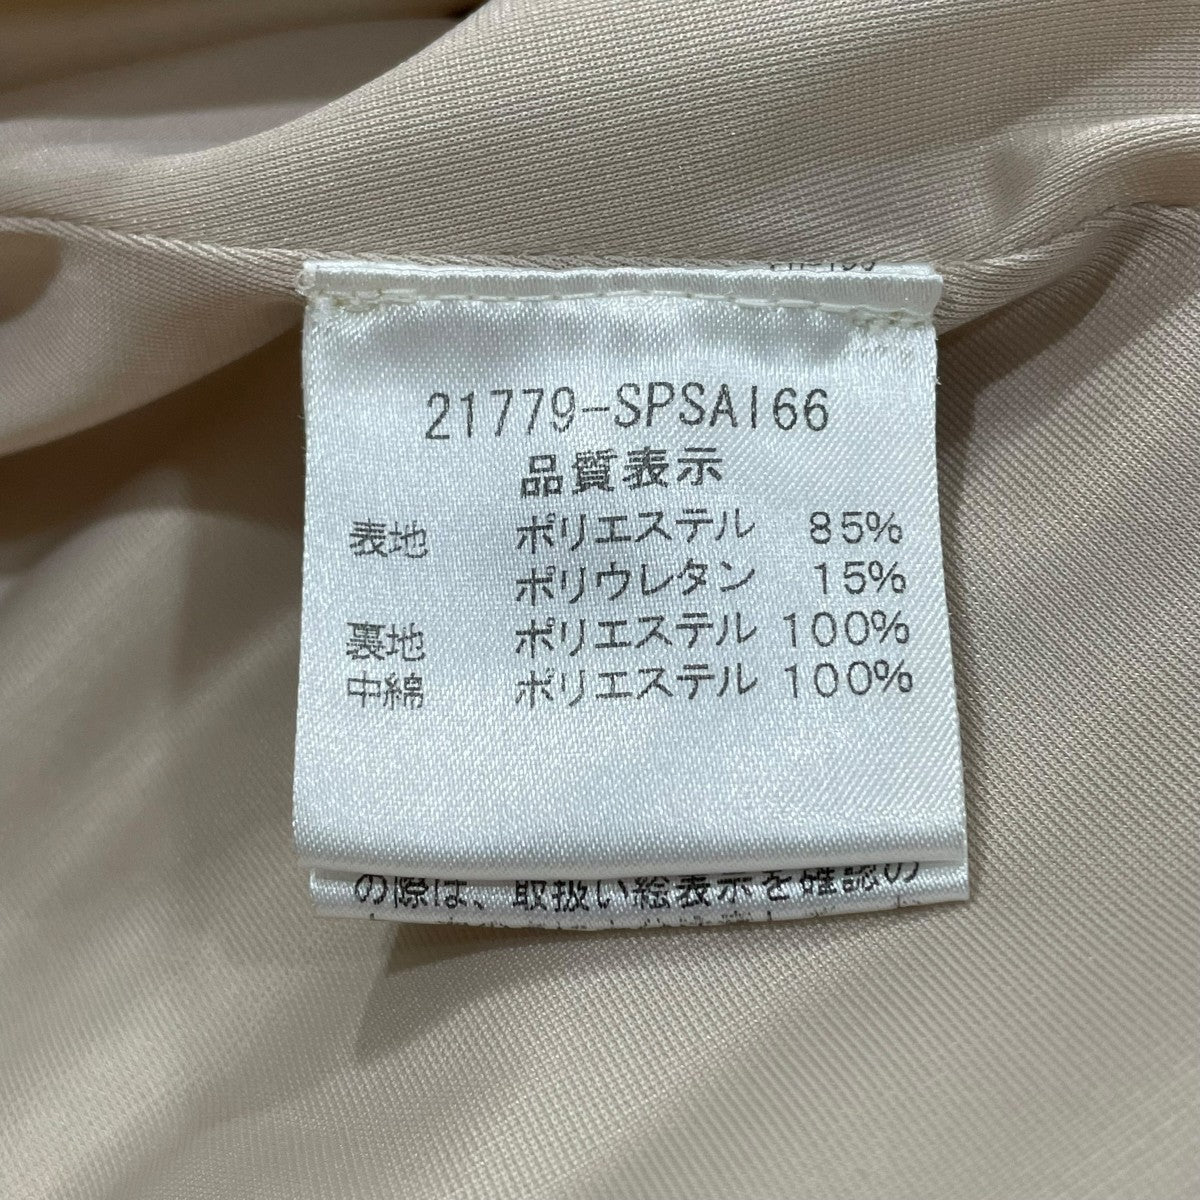 21779-SPSAI66
品質表示
表地 ポリエステル 85%
ポリウレタン 15%
裏地 ポリエステル 100%
中綿 ポリエステル 100%
の際は、取扱い絵表示を確認の